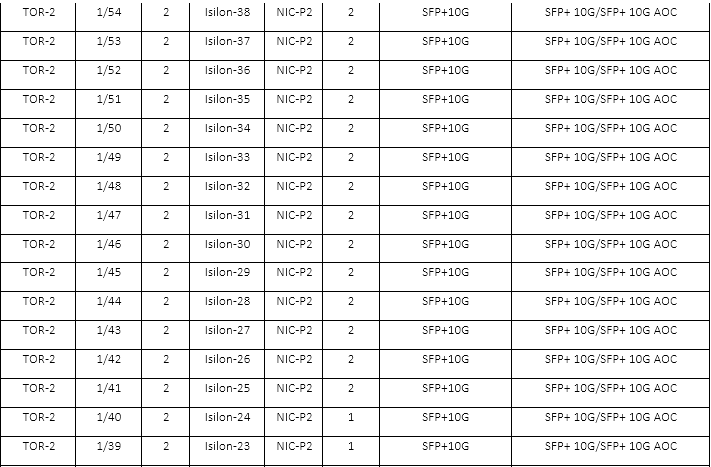 TOR-2 1/54 2 Isilon-38 NIC-P2 2 SFP+10G SFP+ 10G/SFP+ 10G AOC
TOR-2 1/53 2 Isilon-37 NIC-P2 2 SFP+10G SFP+ 10G/SFP+ 10G AOC
TOR-2 1/52 2 Isilon-36 NIC-P2 2 SFP+10G SFP+ 10G/SFP+ 10G AOC
TOR-2 1/51 2 Isilon-35 NIC-P2 2 SFP+10G SFP+ 10G/SFP+ 10G AOC
TOR-2 1/50 2 Isilon-34 NIC-P2 2 SFP+10G SFP+ 10G/SFP+ 10G AOC
TOR-2 1/49 2 Isilon-33 NIC-P2 2 SFP+10G SFP+ 10G/SFP+ 10G AOC
TOR-2 1/48 2 Isilon-32 NIC-P2 2 SFP+10G SFP+ 10G/SFP+ 10G AOC
TOR-2 1/47 2 Isilon-31 NIC-P2 2 SFP+10G SFP+ 10G/SFP+ 10G AOC
TOR-2 1/46 2 Isilon-30 NIC-P2 2 SFP+10G SFP+ 10G/SFP+ 10G AOC
TOR-2 1/45 2 Isilon-29 NIC-P2 2 SFP+10G SFP+ 10G/SFP+ 10G AOC
TOR-2 1/44 2 Isilon-28 NIC-P2 2 SFP+10G SFP+ 10G/SFP+ 10G AOC
TOR-2 1/43 2 Isilon-27 NIC-P2 2 SFP+10G SFP+ 10G/SFP+ 10G AOC
TOR-2 1/42 2 Isilon-26 NIC-P2 2 SFP+10G SFP+ 10G/SFP+ 10G AOC
TOR-2 1/41 2 Isilon-25 NIC-P2 2 SFP+10G SFP+ 10G/SFP+ 10G AOC
TOR-2 1/40 2 Isilon-24 NIC-P2 1 SFP+10G SFP+ 10G/SFP+ 10G AOC
TOR-2 1/39 2 Isilon-23 NIC-P2 1 SFP+10G SFP+ 10G/SFP+ 10G AOC